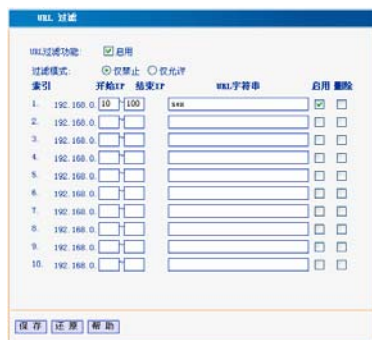 URL 过滤
URL过滤功能: 启用
过滤模式: 仅禁止 仅允许
索引 开始IP 结束IP URL字符串 启用 删除
1. 192.168.0. 10 ~ 100 sex
2. 192.168.0. ~
3. 192.168.0. ~
4. 192.168.0. ~
5. 192.168.0. ~
6. 192.168.0. ~
7. 192.168.0. ~
8. 192.168.0. ~
9. 192.168.0. ~
10. 192.168.0. ~
保 存 还 原 帮 助